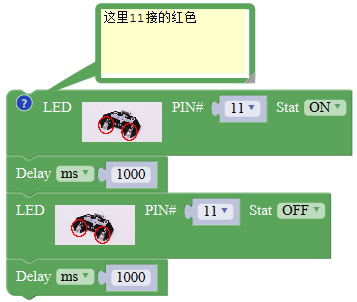 这里11接的红色
? LED PIN# 11 Stat ON
Delay ms 1000
LED PIN# 11 Stat OFF
Delay ms 1000